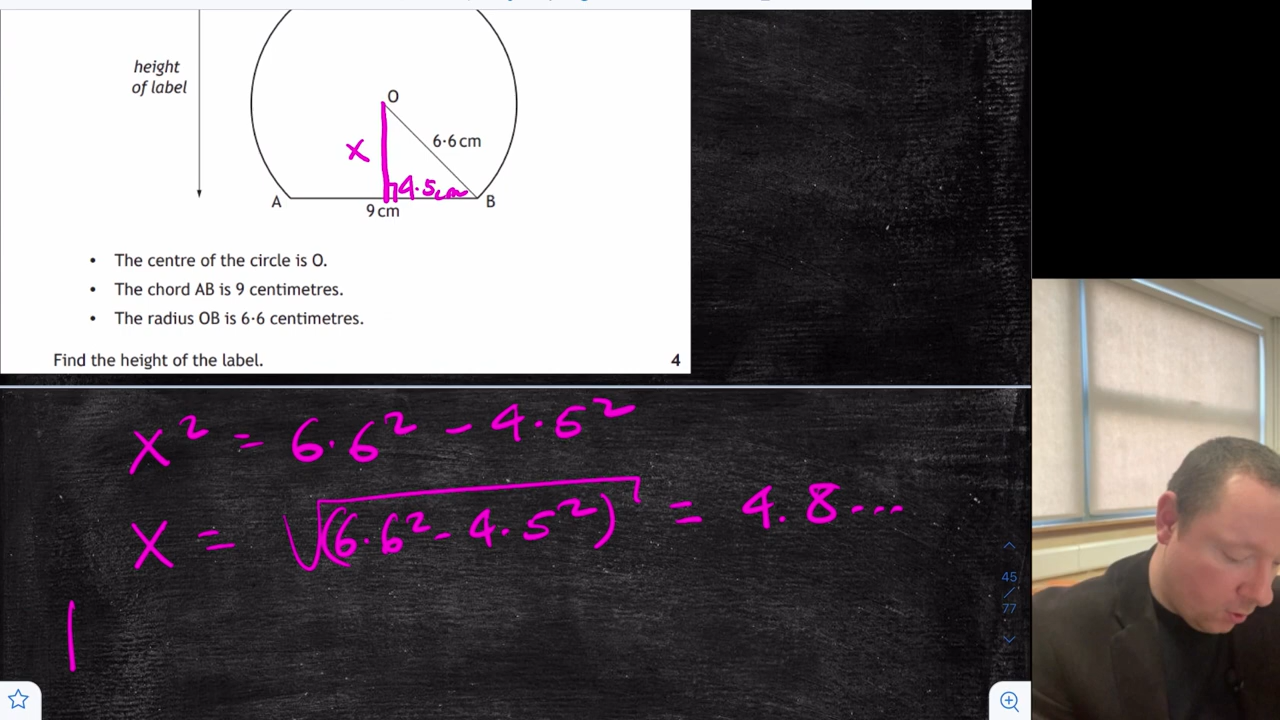 height
of label
O
x
6·6 cm
4.5cm
A
B
9 cm
• The centre of the circle is O.
• The chord AB is 9 centimetres.
• The radius OB is 6·6 centimetres.
Find the height of the label.
4
x² = 6.6² - 4.5²
x = √(6.6² - 4.5²) = 4.8...
45
/
77